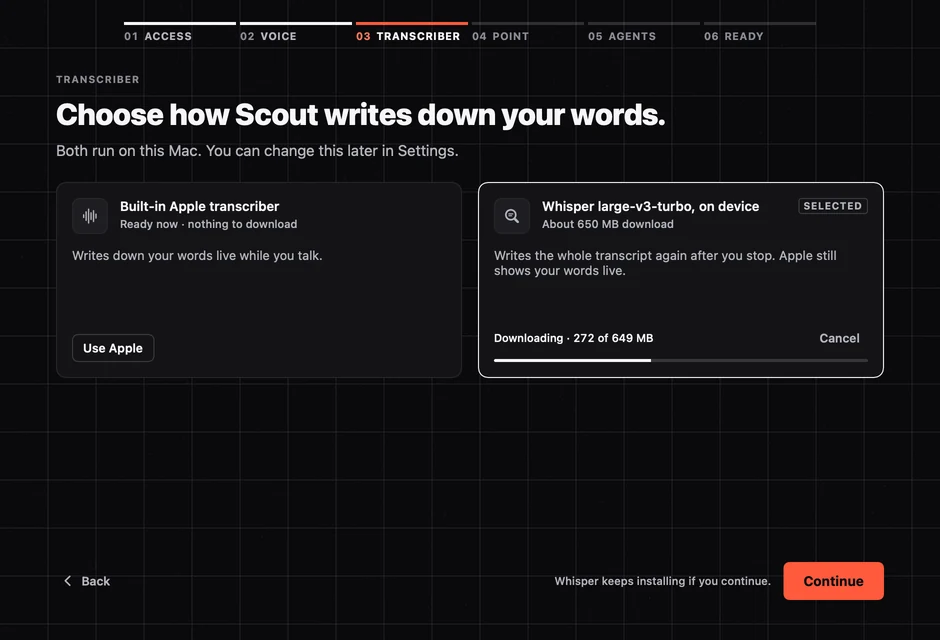 01 ACCESS
02 VOICE
03 TRANSCRIBER
04 POINT
05 AGENTS
06 READY
TRANSCRIBER
Choose how Scout writes down your words.
Both run on this Mac. You can change this later in Settings.
Built-in Apple transcriber
Ready now · nothing to download
Writes down your words live while you talk.
Use Apple
Whisper large-v3-turbo, on device
SELECTED
About 650 MB download
Writes the whole transcript again after you stop. Apple still
shows your words live.
Downloading · 272 of 649 MB
Cancel
Back
Whisper keeps installing if you continue.
Continue